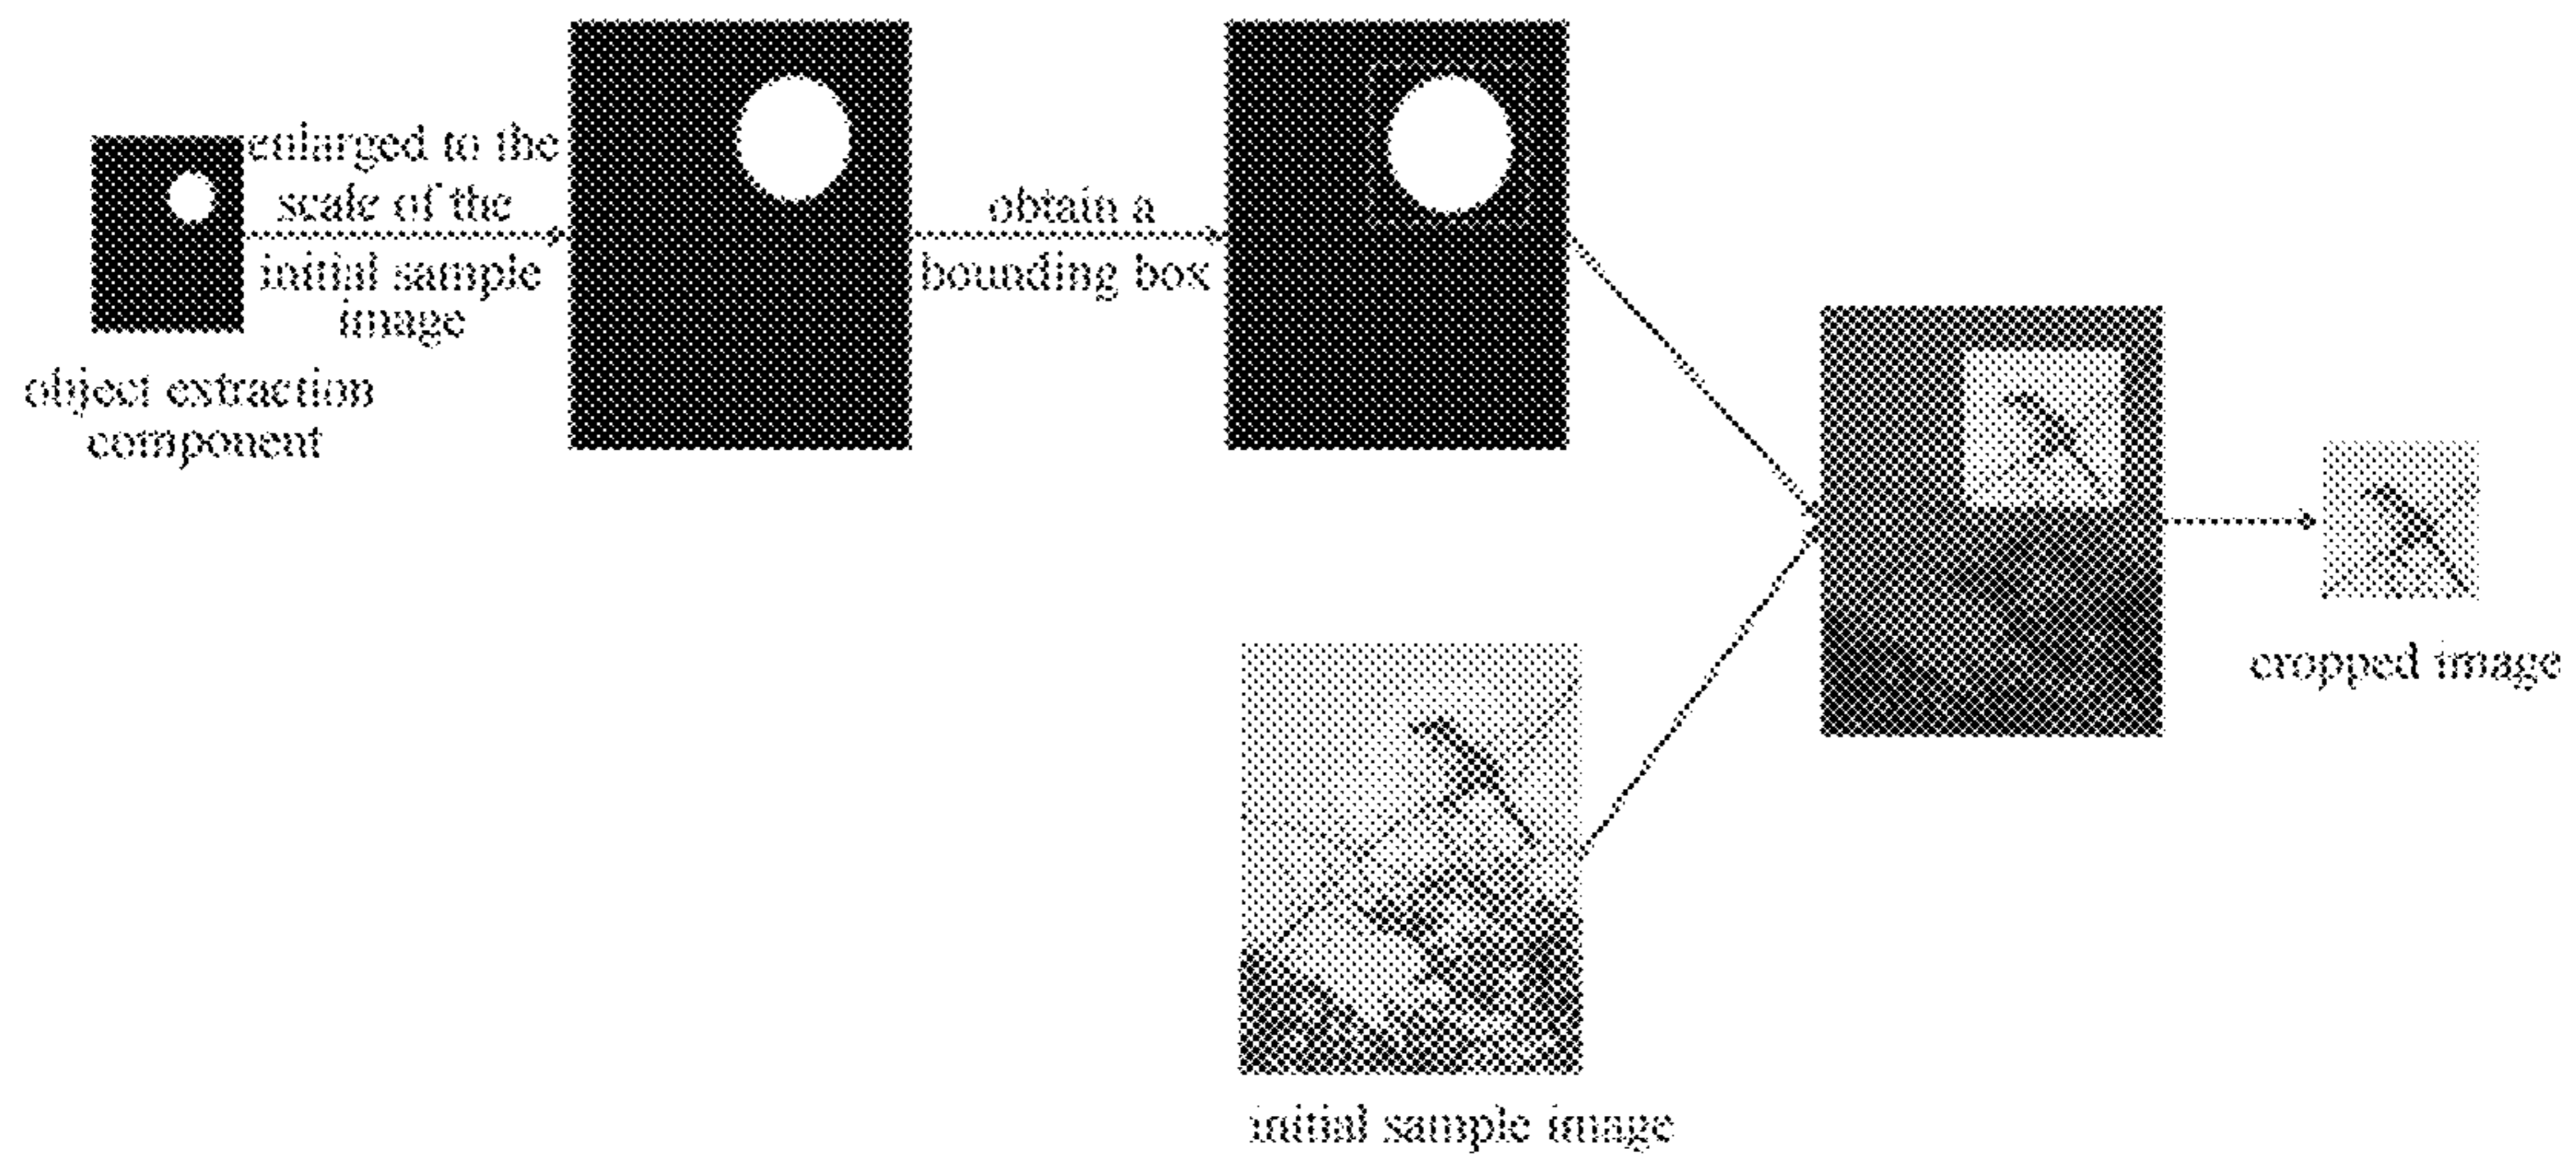 enlarged to the
scale of the
initial sample
image
object extraction
component
obtain a
bounding box
cropped image
initial sample image